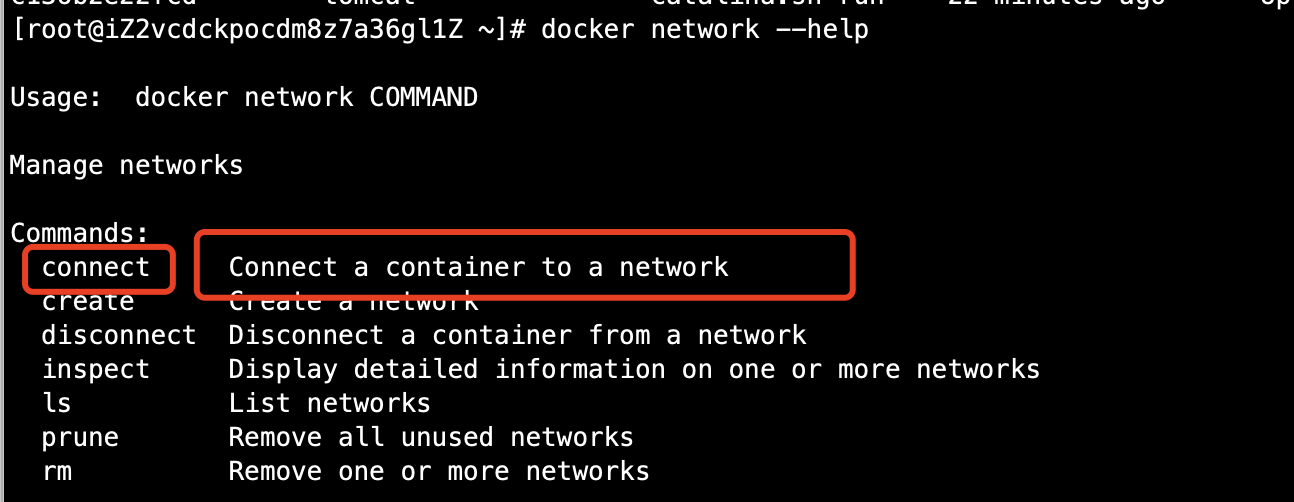 [root@iZ2vcdckpocdm8z7a36gl1Z ~]# docker network --help
Usage:  docker network COMMAND
Manage networks
Commands:
  connect     Connect a container to a network
  create      Create a network
  disconnect  Disconnect a container from a network
  inspect     Display detailed information on one or more networks
  ls          List networks
  prune       Remove all unused networks
  rm          Remove one or more networks